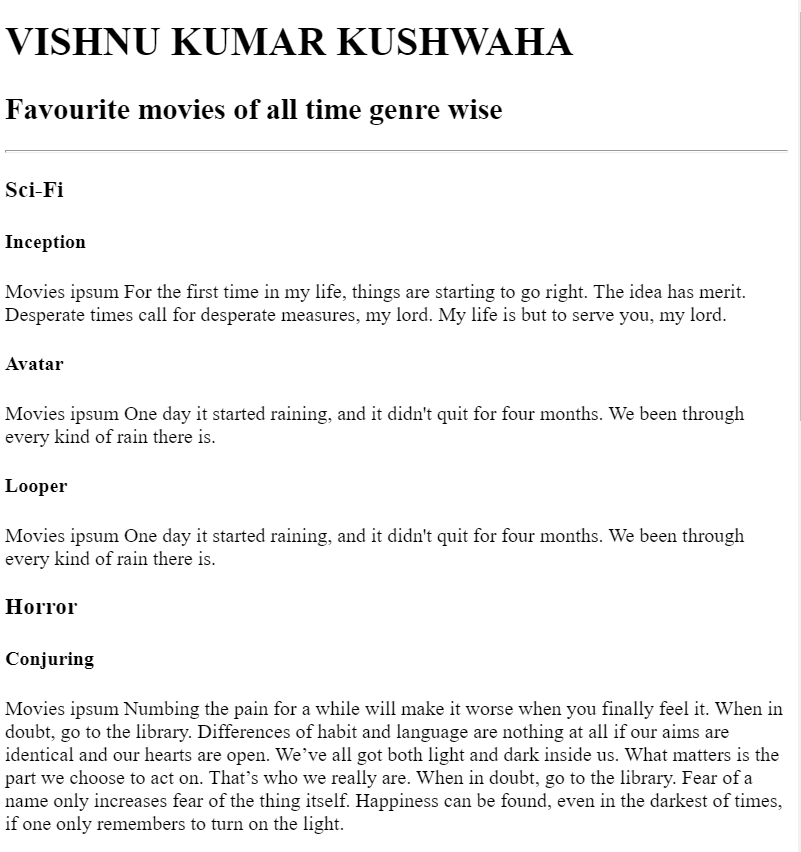 VISHNU KUMAR KUSHWAHA
Favourite movies of all time genre wise
Sci-Fi
Inception
Movies ipsum For the first time in my life, things are starting to go right. The idea has merit.
Desperate times call for desperate measures, my lord. My life is but to serve you, my lord.
Avatar
Movies ipsum One day it started raining, and it didn't quit for four months. We been through
every kind of rain there is.
Looper
Movies ipsum One day it started raining, and it didn't quit for four months. We been through
every kind of rain there is.
Horror
Conjuring
Movies ipsum Numbing the pain for a while will make it worse when you finally feel it. When in
doubt, go to the library. Differences of habit and language are nothing at all if our aims are
identical and our hearts are open. We’ve all got both light and dark inside us. What matters is the
part we choose to act on. That’s who we really are. When in doubt, go to the library. Fear of a
name only increases fear of the thing itself. Happiness can be found, even in the darkest of times,
if one only remembers to turn on the light.